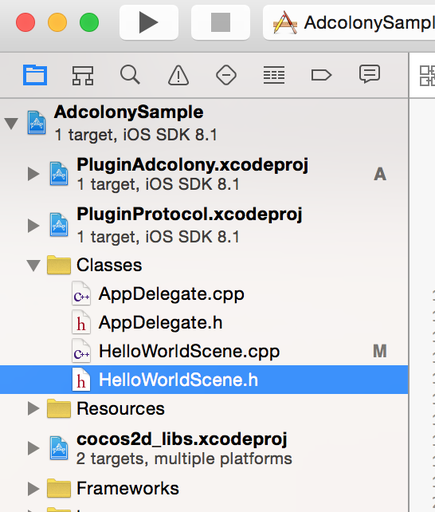 AdcolonySample
AdcolonySample
1 target, iOS SDK 8.1
PluginAdcolony.xcodeproj
A
1 target, iOS SDK 8.1
PluginProtocol.xcodeproj
1 target, iOS SDK 8.1
Classes
C++ AppDelegate.cpp
h AppDelegate.h
C++ HelloWorldScene.cpp
M
h HelloWorldScene.h
Resources
cocos2d_libs.xcodeproj
2 targets, multiple platforms
Frameworks